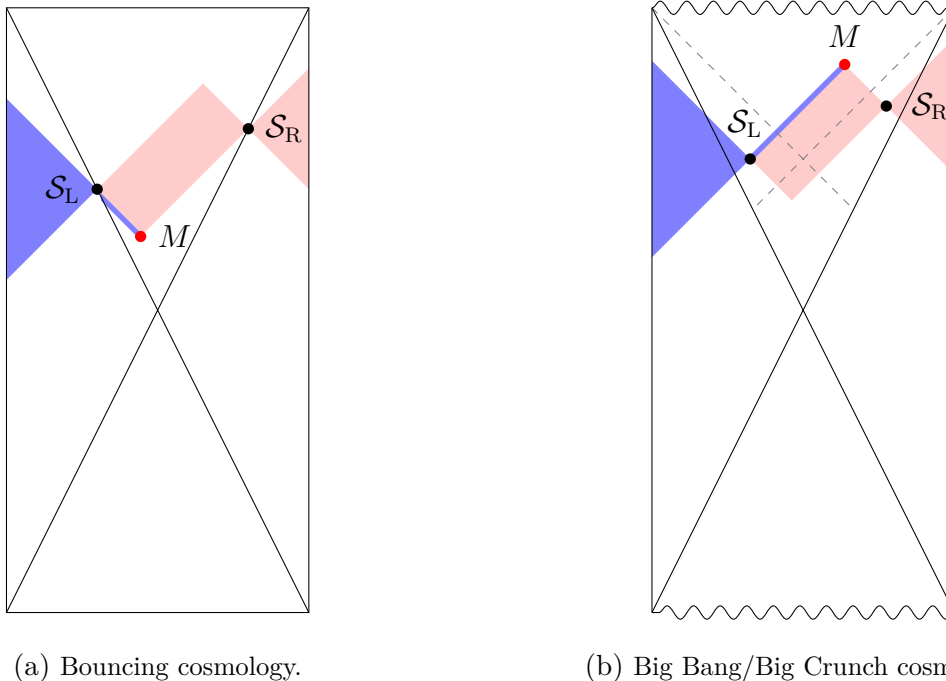 M
S_L
S_R
M
S_L
S_R
(a) Bouncing cosmology.
(b) Big Bang/Big Crunch cosm